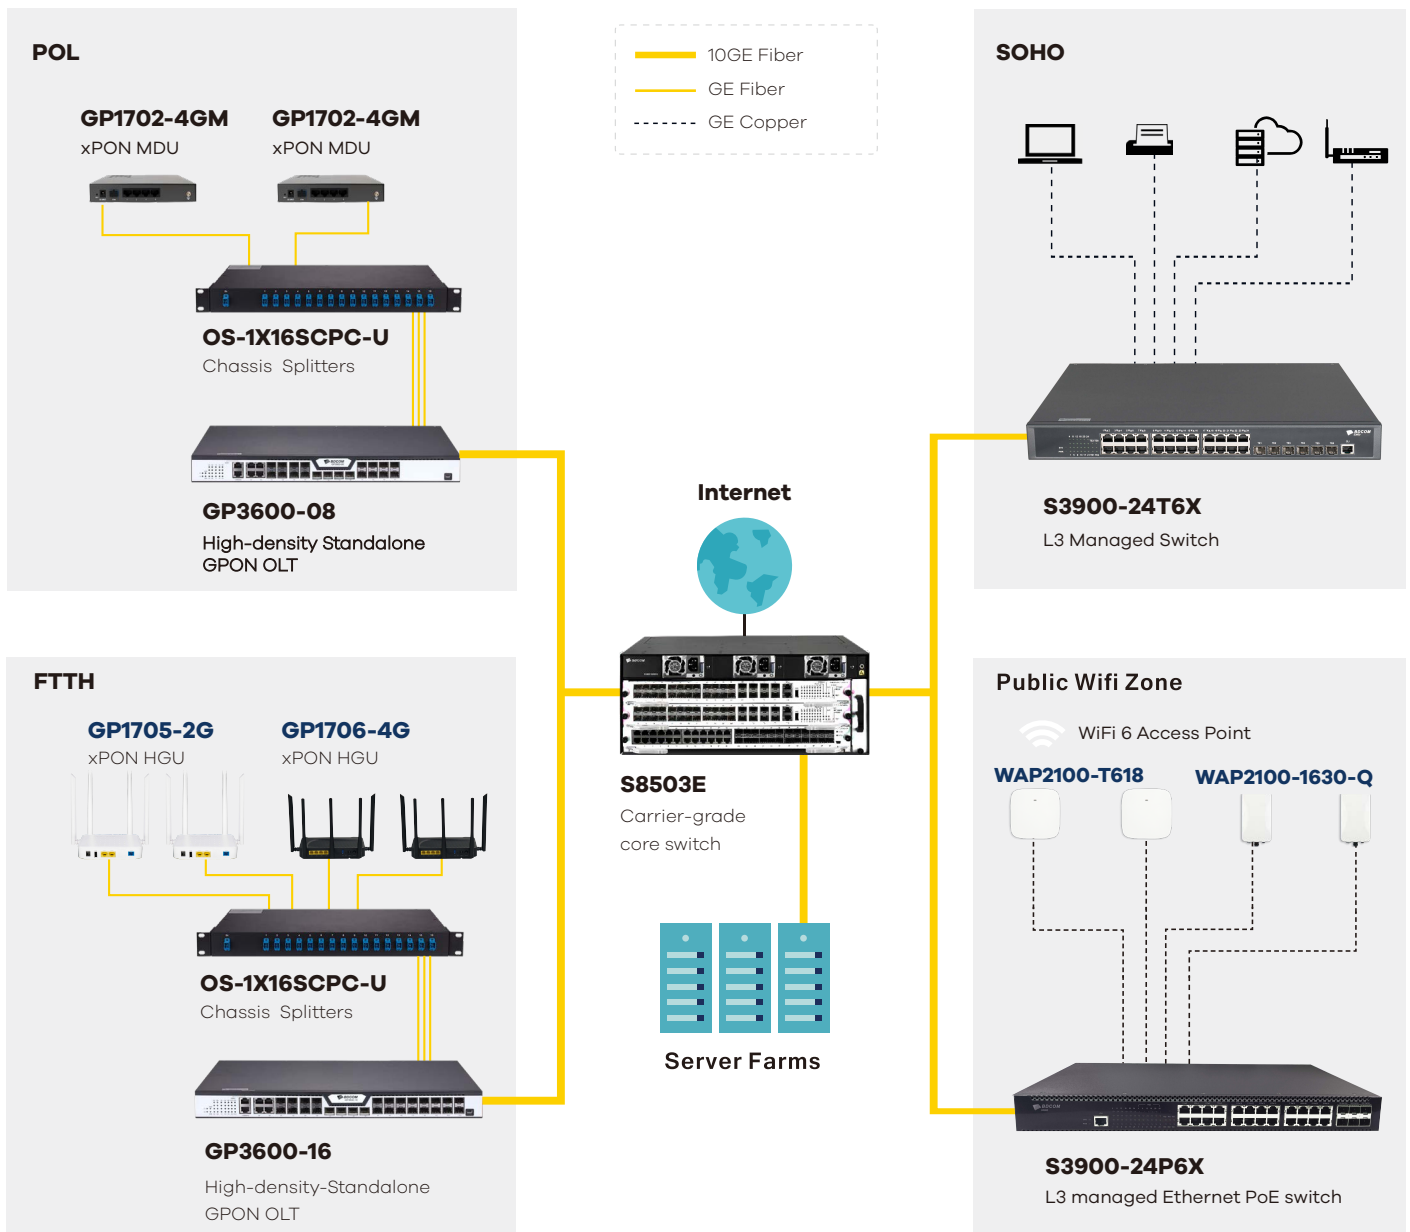 POL
GP1702-4GM
xPON MDU
GP1702-4GM
xPON MDU
OS-1X16SCPC-U
Chassis Splitters
GP3600-08
High-density Standalone
GPON OLT
10GE Fiber
GE Fiber
GE Copper
SOHO
BDCOM
S3900-24T6X
L3 Managed Switch
Internet
BDCOM
S8503E
Carrier-grade
core switch
Server Farms
FTTH
GP1705-2G
xPON HGU
GP1706-4G
xPON HGU
OS-1X16SCPC-U
Chassis Splitters
GP3600-16
High-density-Standalone
GPON OLT
Public Wifi Zone
WiFi 6 Access Point
WAP2100-T618
WAP2100-1630-Q
BDCOM
S3900-24P6X
L3 managed Ethernet PoE switch